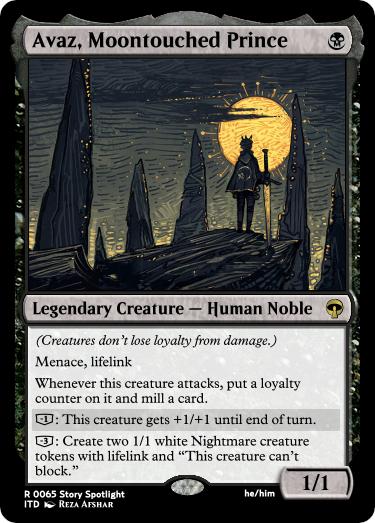 Avaz, Moontouched Prince
Legendary Creature — Human Noble
(Creatures don't lose loyalty from damage.)
Menace, lifelink
Whenever this creature attacks, put a loyalty
counter on it and mill a card.
-1: This creature gets +1/+1 until end of turn.
-3: Create two 1/1 white Nightmare creature
tokens with lifelink and “This creature can't
block.”
1/1
R 0065 Story Spotlight
he/him
ITD Reza Afshar